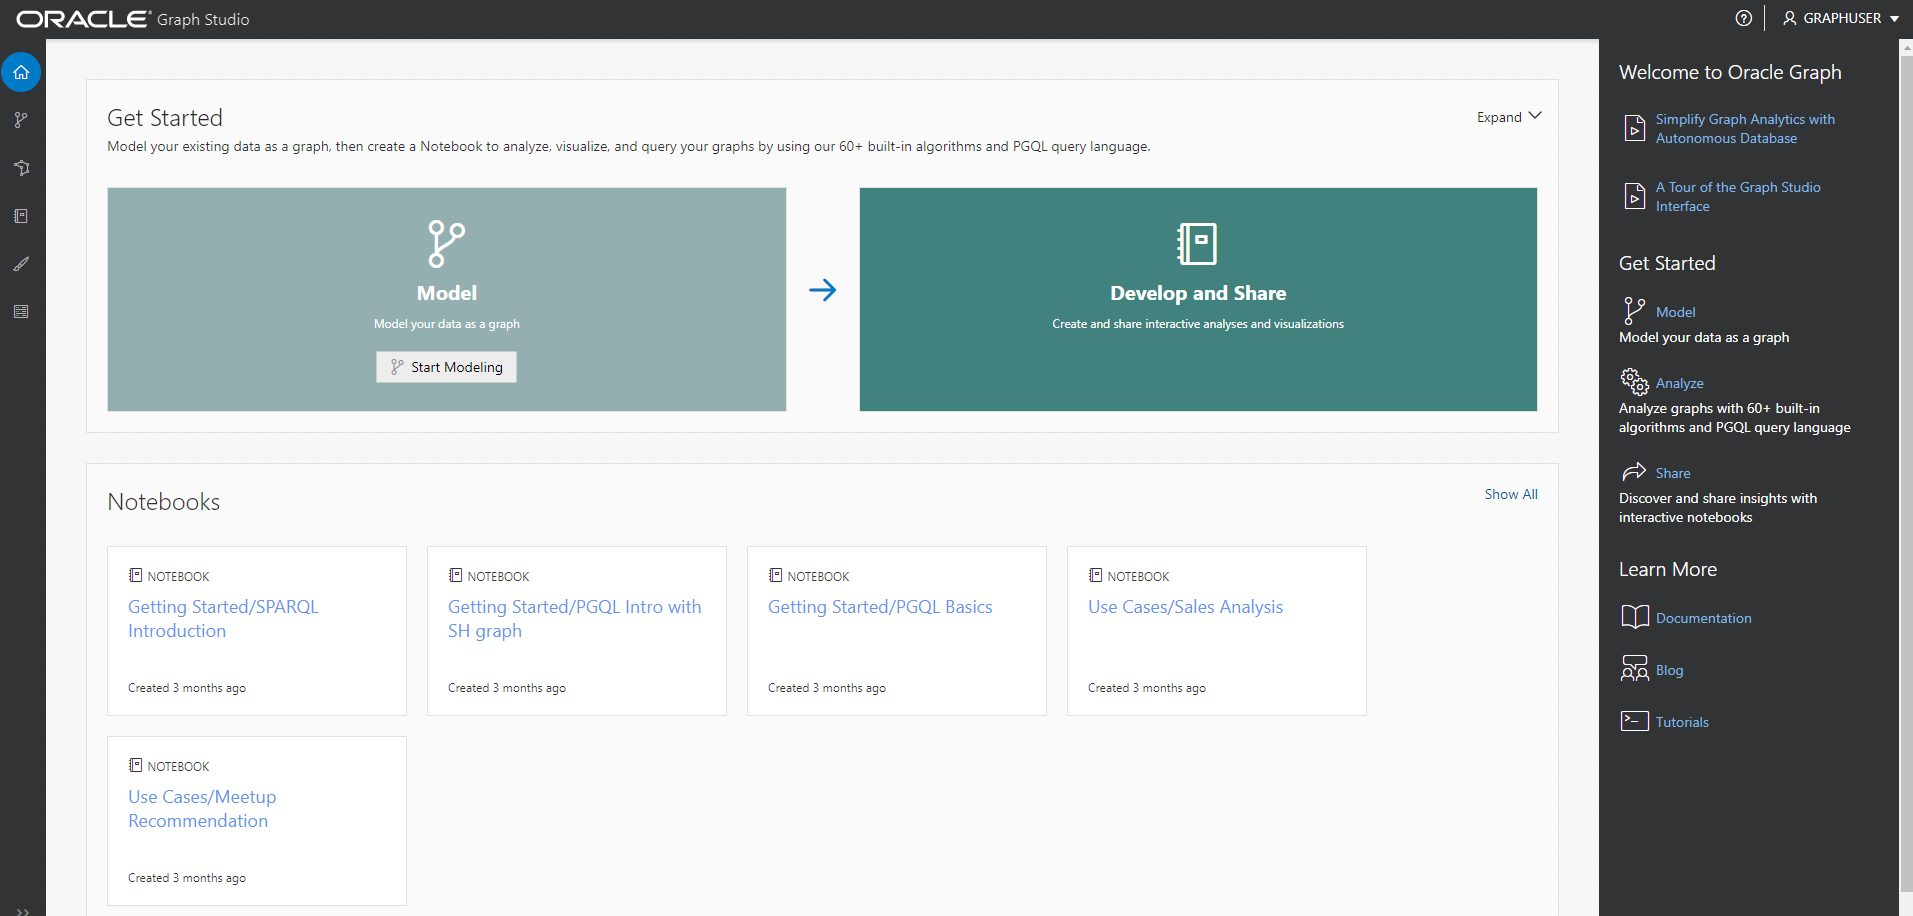 ORACLE® Graph Studio
GRAPHUSER
Get Started
Expand
Model your existing data as a graph, then create a Notebook to analyze, visualize, and query your graphs by using our 60+ built-in algorithms and PGQL query language.
Model
Model your data as a graph
Start Modeling
Develop and Share
Create and share interactive analyses and visualizations
Notebooks
Show All
NOTEBOOK
Getting Started/SPARQL
Introduction
Created 3 months ago
NOTEBOOK
Getting Started/PGQL Intro with
SH graph
Created 3 months ago
NOTEBOOK
Getting Started/PGQL Basics
Created 3 months ago
NOTEBOOK
Use Cases/Sales Analysis
Created 3 months ago
NOTEBOOK
Use Cases/Meetup
Recommendation
Created 3 months ago
Welcome to Oracle Graph
Simplify Graph Analytics with
Autonomous Database
A Tour of the Graph Studio
Interface
Get Started
Model
Model your data as a graph
Analyze
Analyze graphs with 60+ built-in
algorithms and PGQL query language
Share
Discover and share insights with
interactive notebooks
Learn More
Documentation
Blog
Tutorials